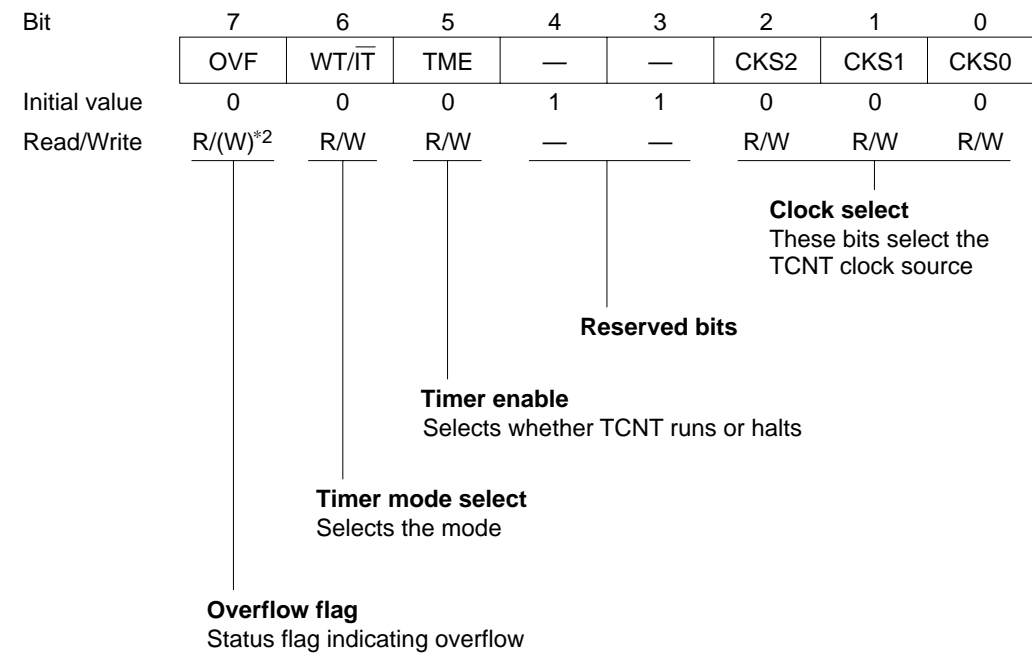 Bit 7 6 5 4 3 2 1 0
OVF WT/I̅T̅ TME — — CKS2 CKS1 CKS0
Initial value 0 0 0 1 1 0 0 0
Read/Write R/(W)*2 R/W R/W — — R/W R/W R/W
Clock select
These bits select the
TCNT clock source
Reserved bits
Timer enable
Selects whether TCNT runs or halts
Timer mode select
Selects the mode
Overflow flag
Status flag indicating overflow